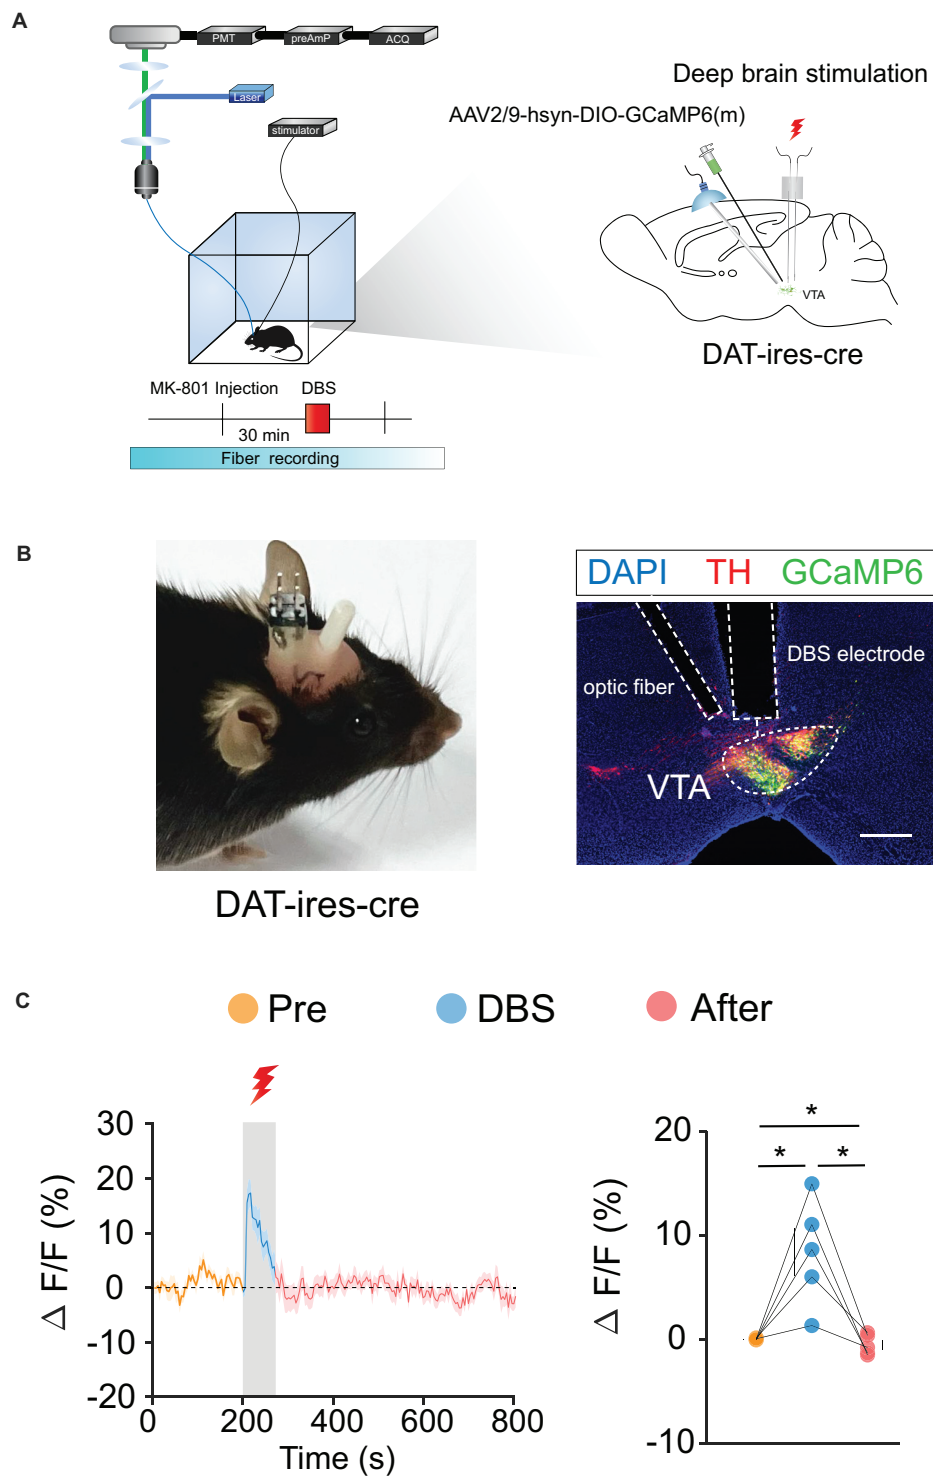 A
PMT
preAmP
ACQ
Laser
stimulator
Deep brain stimulation
AAV2/9-hsyn-DIO-GCaMP6(m)
VTA
DAT-ires-cre
MK-801 Injection
DBS
30 min
Fiber recording
B
DAT-ires-cre
DAPI TH GCaMP6
optic fiber
DBS electrode
VTA
C
Pre
DBS
After
30
20
10
0
-10
-20
Δ F/F (%)
0 200 400 600 800
Time (s)
20
10
0
-10
Δ F/F (%)
*
* *